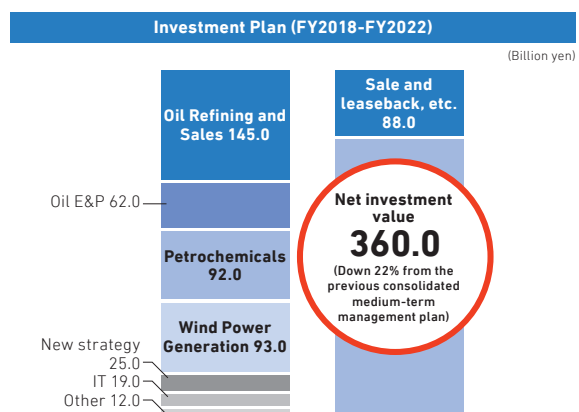 Investment Plan (FY2018-FY2022)
(Billion yen)
Oil Refining and
Sales 145.0
Oil E&P 62.0
Petrochemicals
92.0
Wind Power
Generation 93.0
New strategy
25.0
IT 19.0
Other 12.0
Sale and
leaseback, etc.
88.0
Net investment
value
360.0
(Down 22% from the
previous consolidated
medium-term
management plan)